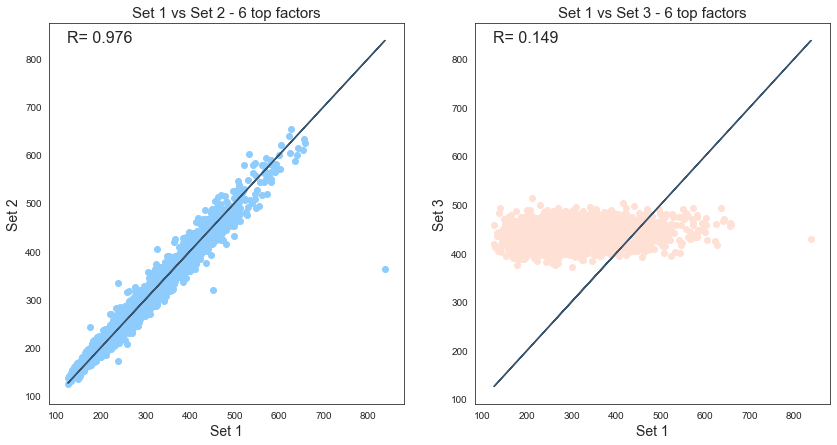 Set 1 vs Set 2 - 6 top factors
R= 0.976
800
700
600
500
400
300
200
100
Set 2
100 200 300 400 500 600 700 800
Set 1
Set 1 vs Set 3 - 6 top factors
R= 0.149
800
700
600
500
400
300
200
100
Set 3
100 200 300 400 500 600 700 800
Set 1